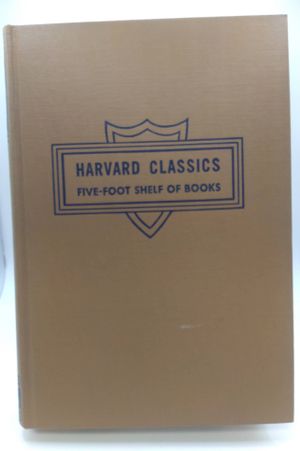 HARVARD CLASSICS
FIVE-FOOT SHELF OF BOOKS